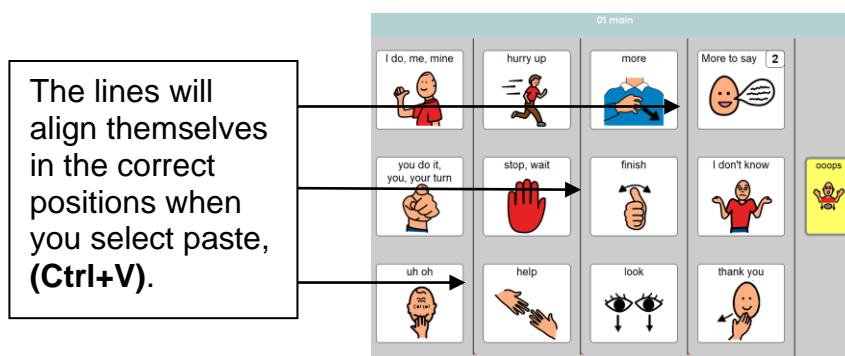 01 main
The lines will
align themselves
in the correct
positions when
you select paste,
(Ctrl+V).
I do, me, mine
hurry up
more
More to say 2
you do it,
you, your turn
stop, wait
finish
I don't know
ooops
uh oh
help
look
thank you